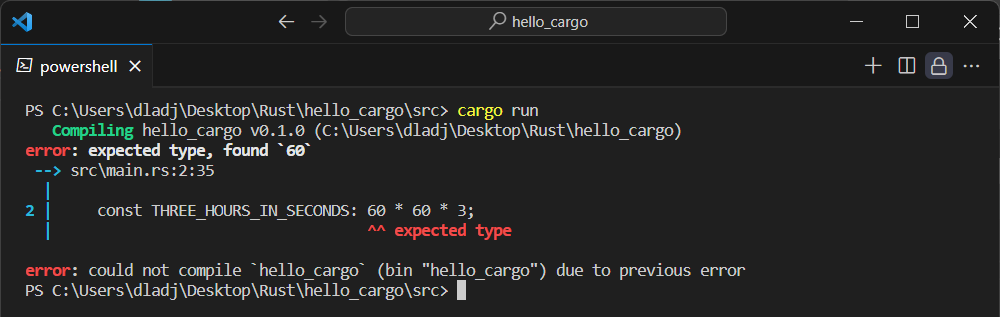 hello_cargo
powershell
PS C:\Users\dladj\Desktop\Rust\hello_cargo\src> cargo run
   Compiling hello_cargo v0.1.0 (C:\Users\dladj\Desktop\Rust\hello_cargo)
error: expected type, found `60`
 --> src\main.rs:2:35
  |
2 |     const THREE_HOURS_IN_SECONDS: 60 * 60 * 3;
  |                                   ^^ expected type

error: could not compile `hello_cargo` (bin "hello_cargo") due to previous error
PS C:\Users\dladj\Desktop\Rust\hello_cargo\src>